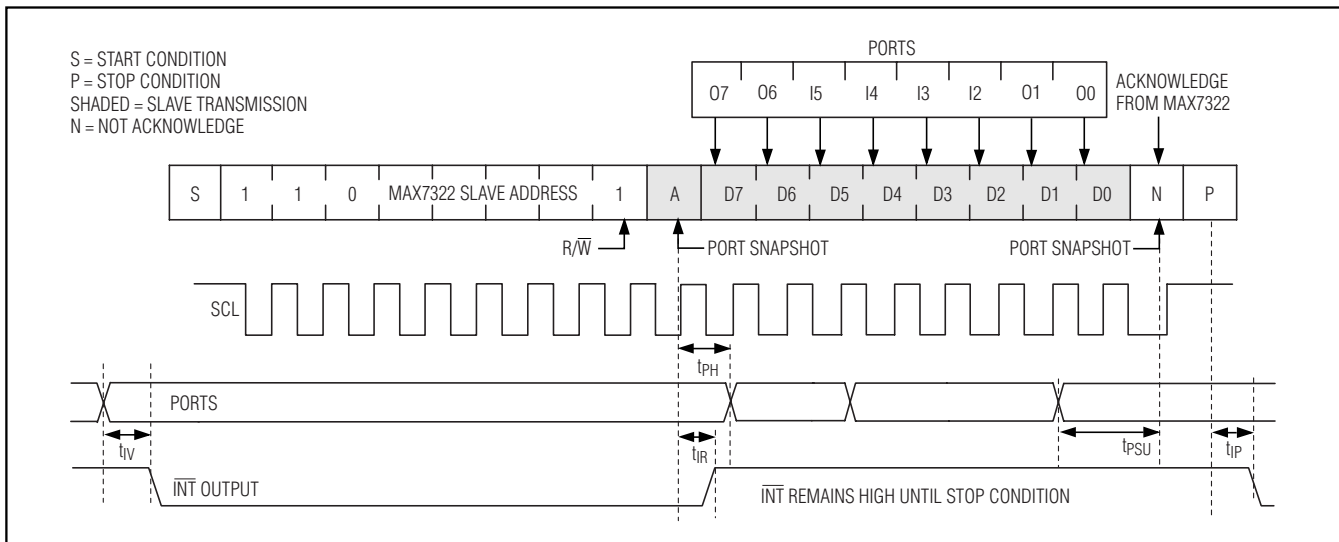 S = START CONDITION
P = STOP CONDITION
SHADED = SLAVE TRANSMISSION
N = NOT ACKNOWLEDGE
PORTS
O7 O6 I5 I4 I3 I2 O1 O0
ACKNOWLEDGE
FROM MAX7322
S 1 1 0 MAX7322 SLAVE ADDRESS 1 A D7 D6 D5 D4 D3 D2 D1 D0 N P
R/W̅ PORT SNAPSHOT PORT SNAPSHOT
SCL
tPH
PORTS
tIV tIR tPSU tIP
I̅N̅T̅ OUTPUT I̅N̅T̅ REMAINS HIGH UNTIL STOP CONDITION